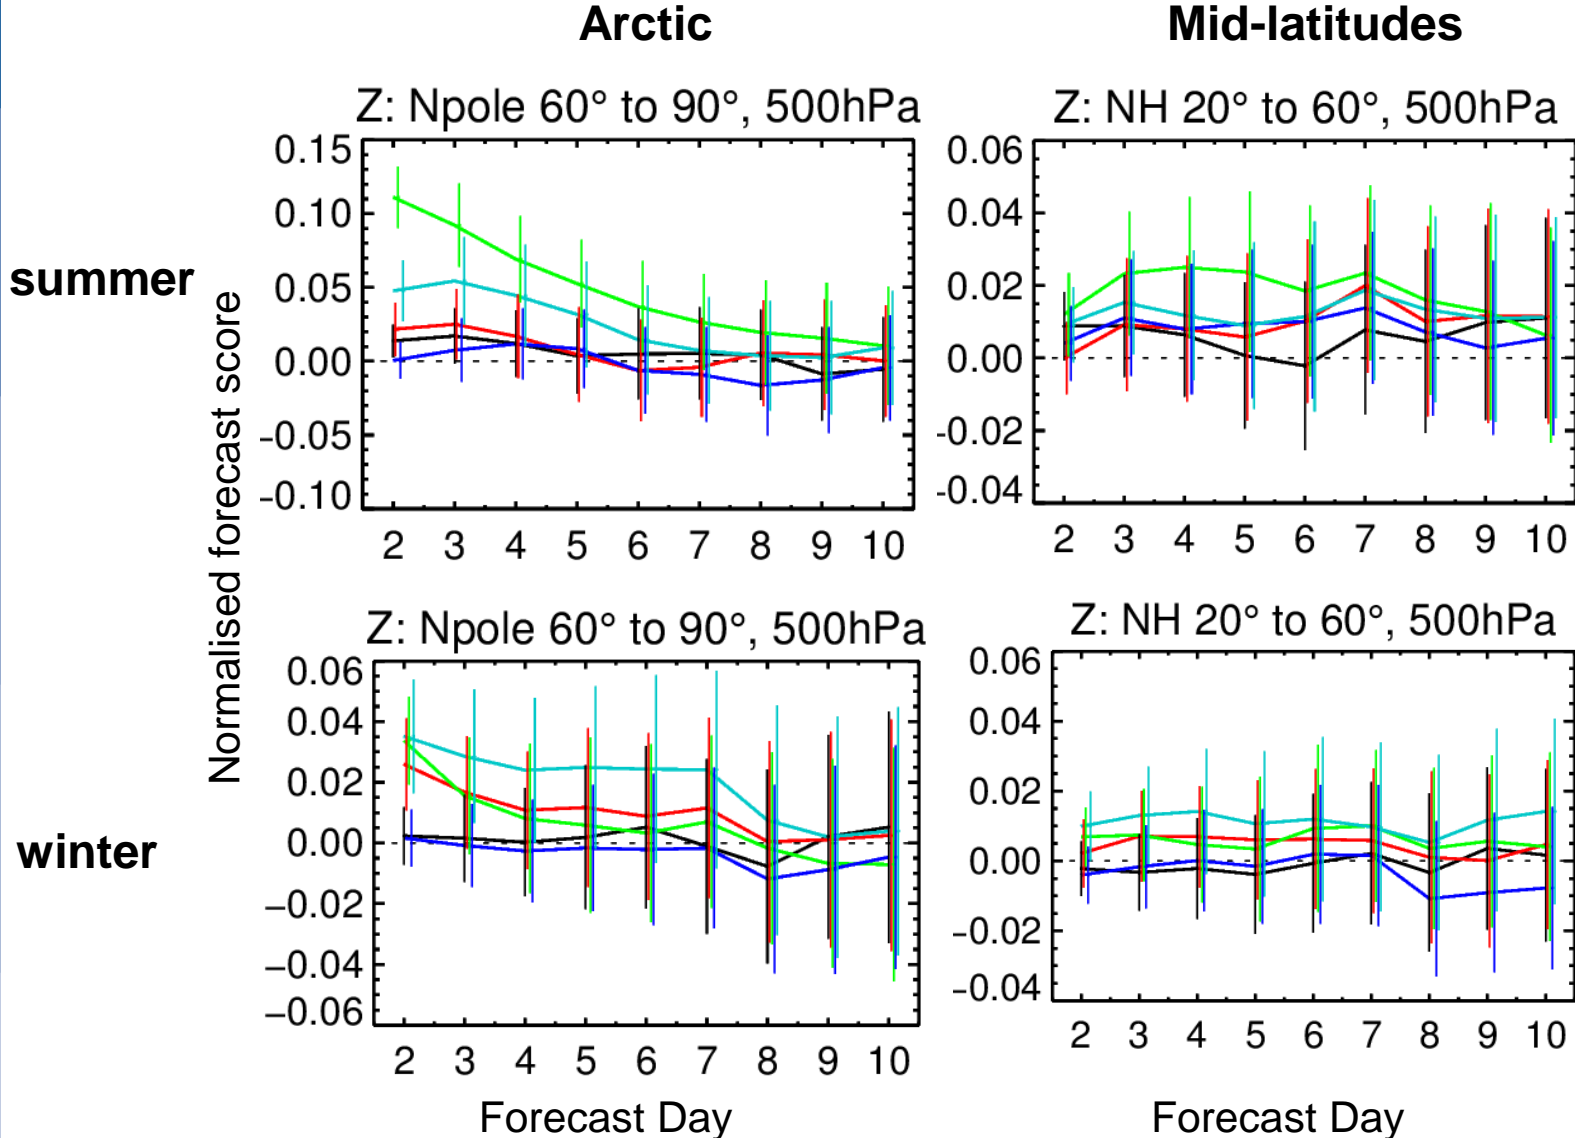 Arctic
Mid-latitudes
summer
winter
Normalised forecast score
Z: Npole 60° to 90°, 500hPa
0.15
0.10
0.05
0.00
−0.05
−0.10
2 3 4 5 6 7 8 9 10
Z: NH 20° to 60°, 500hPa
0.06
0.04
0.02
0.00
-0.02
-0.04
2 3 4 5 6 7 8 9 10
Z: Npole 60° to 90°, 500hPa
0.06
0.04
0.02
0.00
−0.02
−0.04
−0.06
2 3 4 5 6 7 8 9 10
Forecast Day
Z: NH 20° to 60°, 500hPa
0.06
0.04
0.02
0.00
−0.02
−0.04
2 3 4 5 6 7 8 9 10
Forecast Day